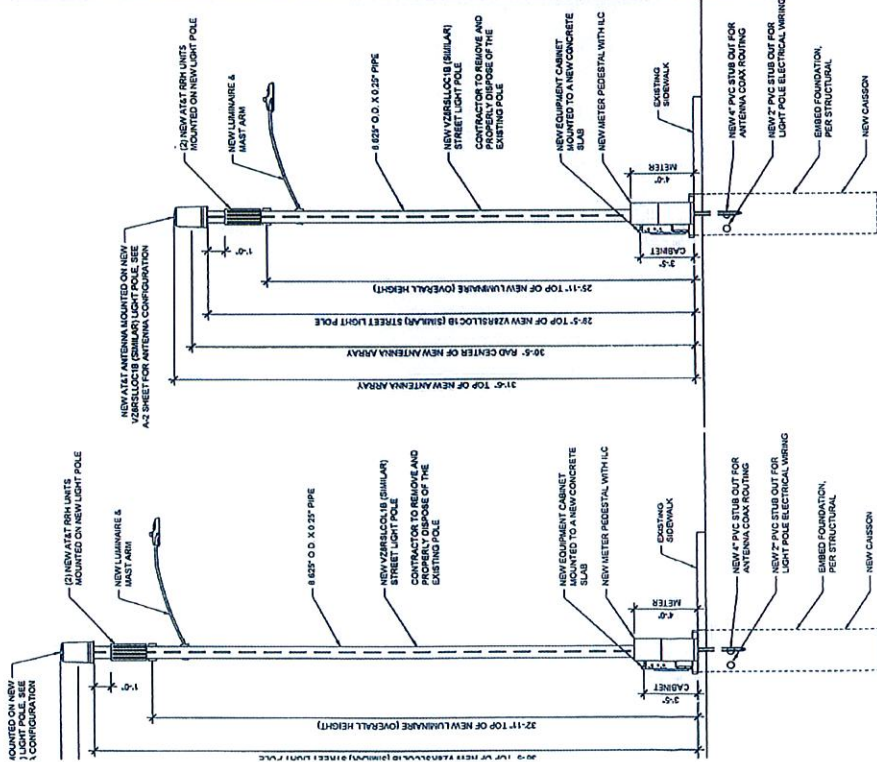 MOUNTED ON NEW
) LIGHT POLE, SEE
A CONFIGURATION
(2) NEW AT&T RRH UNITS
MOUNTED ON NEW LIGHT POLE
NEW LUMINAIRE &
MAST ARM
1'-0"
8.625" O.D. X 0.25" PIPE
STREET LIGHT POLE
CONTRACTOR TO REMOVE AND
PROPERLY DISPOSE OF THE
EXISTING POLE
32'-11" TOP OF NEW LUMINAIRE (OVERALL HEIGHT)
NEW EQUIPMENT CABINET
MOUNTED TO A NEW CONCRETE
SLAB
NEW METER PEDESTAL WITH ILC
3'-5"
CABINET
4'-0"
METER
EXISTING
SIDEWALK
NEW 4" PVC STUB OUT FOR
ANTENNA COAX ROUTING
NEW 2" PVC STUB OUT FOR
LIGHT POLE ELECTRICAL WIRING
EMBED FOUNDATION,
PER STRUCTURAL
NEW CAISSON
NEW AT&T ANTENNA MOUNTED ON NEW
VZ8RSLLOC1B (SIMILAR) LIGHT POLE, SEE
A-2 SHEET FOR ANTENNA CONFIGURATION
(2) NEW AT&T RRH UNITS
MOUNTED ON NEW LIGHT POLE
NEW LUMINAIRE &
MAST ARM
1'-0"
8.625" O.D. X 0.25" PIPE
NEW VZ8RSLLOC1B (SIMILAR)
STREET LIGHT POLE
CONTRACTOR TO REMOVE AND
PROPERLY DISPOSE OF THE
EXISTING POLE
25'-11" TOP OF NEW LUMINAIRE (OVERALL HEIGHT)
29'-5" TOP OF NEW VZ8RSLLOC1B (SIMILAR) STREET LIGHT POLE
30'-5" RAD CENTER OF NEW ANTENNA ARRAY
31'-6" TOP OF NEW ANTENNA ARRAY
NEW EQUIPMENT CABINET
MOUNTED TO A NEW CONCRETE
SLAB
NEW METER PEDESTAL WITH ILC
3'-5"
CABINET
4'-0"
METER
EXISTING
SIDEWALK
NEW 4" PVC STUB OUT FOR
ANTENNA COAX ROUTING
NEW 2" PVC STUB OUT FOR
LIGHT POLE ELECTRICAL WIRING
EMBED FOUNDATION,
PER STRUCTURAL
NEW CAISSON